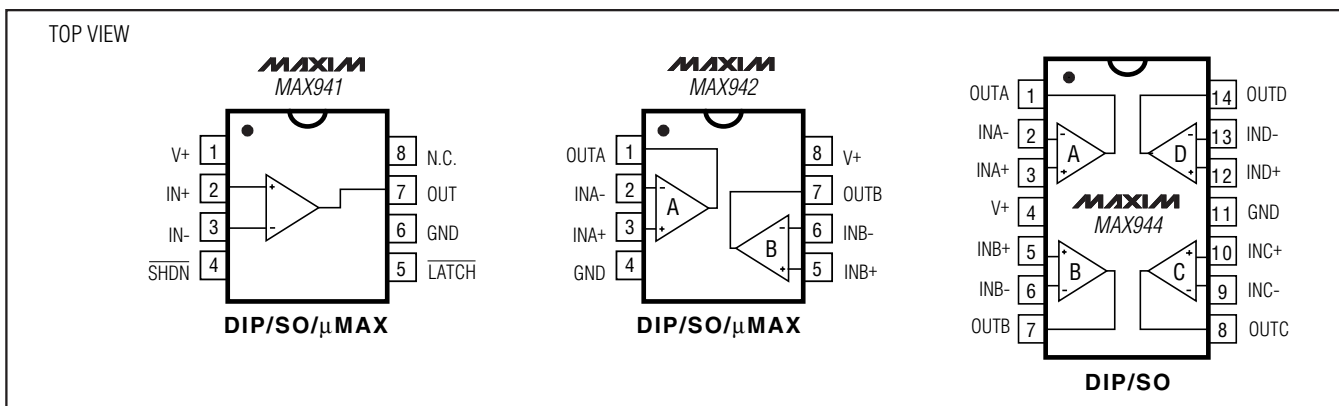 TOP VIEW
MAXIM
MAX941
V+ 1
IN+ 2
IN- 3
SHDN 4
8 N.C.
7 OUT
6 GND
5 LATCH
+
-
DIP/SO/μMAX
MAXIM
MAX942
OUTA 1
INA- 2
INA+ 3
GND 4
8 V+
7 OUTB
6 INB-
5 INB+
- A +
- B +
DIP/SO/μMAX
OUTA 1
INA- 2
INA+ 3
V+ 4
INB+ 5
INB- 6
OUTB 7
14 OUTD
13 IND-
12 IND+
11 GND
10 INC+
9 INC-
8 OUTC
- A +
- D +
MAXIM
MAX944
+ B -
+ C -
DIP/SO